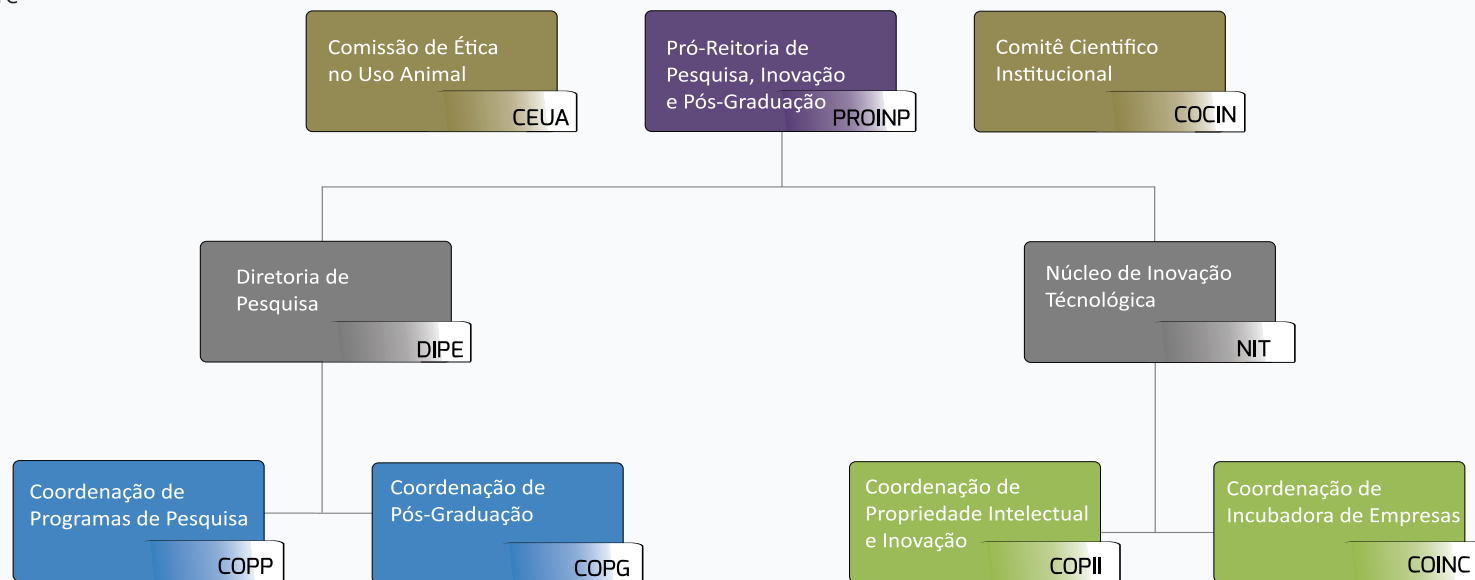 Comissão de Ética
no Uso Animal
CEUA
Pró-Reitoria de
Pesquisa, Inovação
e Pós-Graduação
PROINP
Comitê Cientifico
Institucional
COCIN
Diretoria de
Pesquisa
DIPE
Núcleo de Inovação
Técnológica
NIT
Coordenação de
Programas de Pesquisa
COPP
Coordenação de
Pós-Graduação
COPG
Coordenação de
Propriedade Intelectual
e Inovação
COPII
Coordenação de
Incubadora de Empresas
COINC